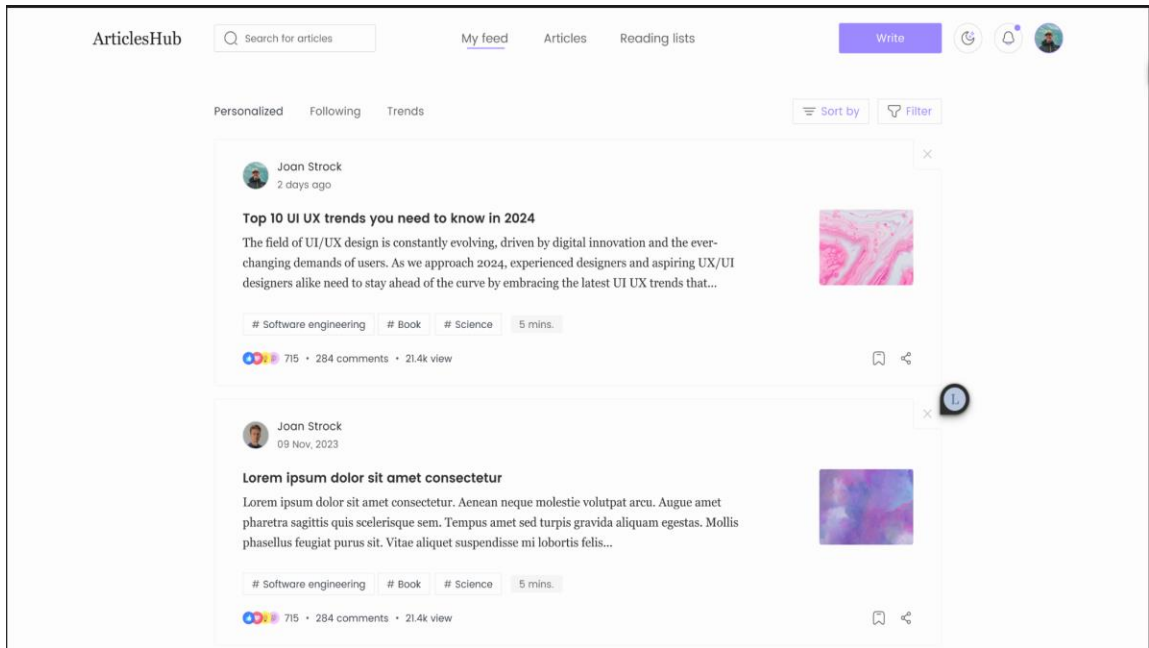 ArticlesHub
Search for articles
My feed
Articles
Reading lists
Write
Personalized
Following
Trends
Sort by
Filter
Joan Strock
2 days ago
Top 10 UI UX trends you need to know in 2024
The field of UI/UX design is constantly evolving, driven by digital innovation and the ever-
changing demands of users. As we approach 2024, experienced designers and aspiring UX/UI
designers alike need to stay ahead of the curve by embracing the latest UI UX trends that...
# Software engineering
# Book
# Science
5 mins.
715 • 284 comments • 21.4k view
L
Joan Strock
09 Nov, 2023
Lorem ipsum dolor sit amet consectetur
Lorem ipsum dolor sit amet consectetur. Aenean neque molestie volutpat arcu. Augue amet
pharetra sagittis quis scelerisque sem. Tempus amet sed turpis gravida aliquam egestas. Mollis
phasellus feugiat purus sit. Vitae aliquet suspendisse mi lobortis felis...
# Software engineering
# Book
# Science
5 mins.
715 • 284 comments • 21.4k view